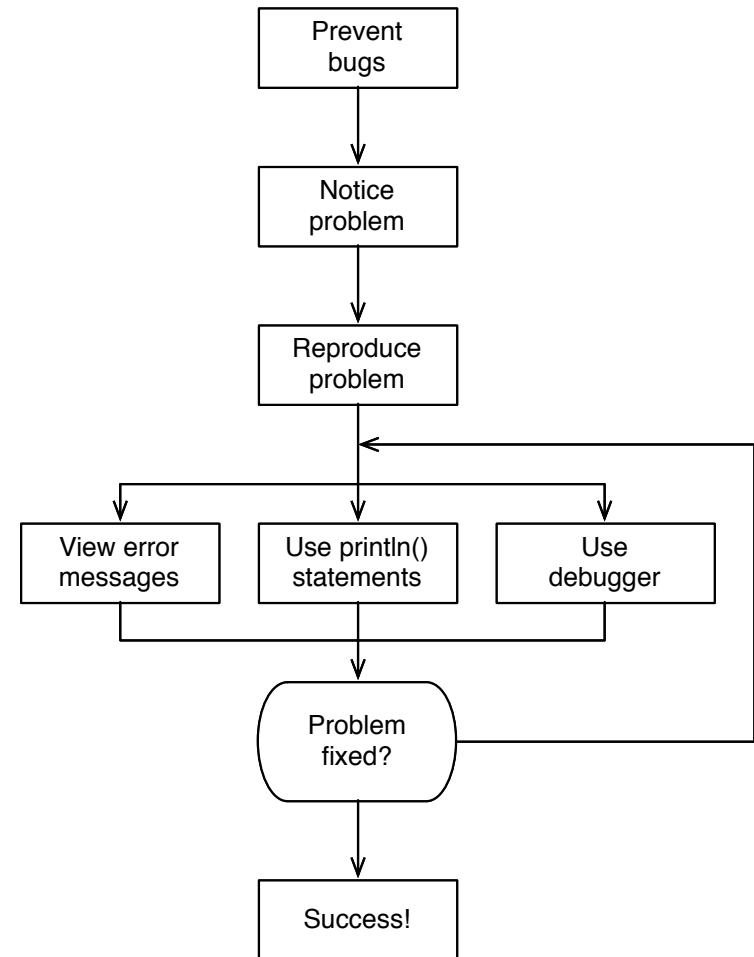 Prevent
bugs
Notice
problem
Reproduce
problem
View error
messages
Use println()
statements
Use
debugger
Problem
fixed?
Success!